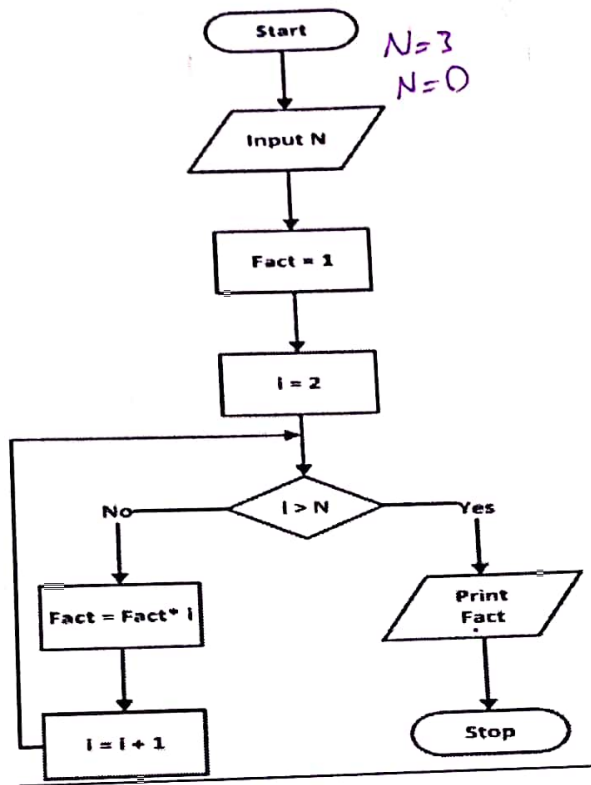 Start
N=3
N=0
Input N
Fact = 1
i = 2
i > N
No
Yes
Fact = Fact* i
Print
Fact
i = i + 1
Stop